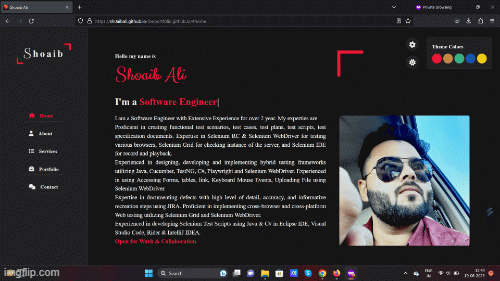 Shoaib Ali
Private browsing
https://shoaibali.github.io/liveportfolio.github.io/#home
Shoaib
Hello my name is
Theme Colors
Shoaib Ali
I'm a Software Engineer
Home
About
Services
Portfolio
Contact
I am a Software Engineer with Extensive Experience for over 2 year. My experties are
Proficient in creating functional test scenarios, test cases, test plans, test scripts, test
specification documents. Expertise in Selenium RC & Selenium WebDriver for testing
various browsers, Selenium Grid for checking instance of the server, and Selenium IDE
for record and playback.
Experienced in designing, developing and implementing hybrid testing frameworks
utilizing Java, Cucumber, TestNG, C#, Playwright and Selenium WebDriver. Experienced
in using Accessing Forms, tables, link, Keyboard Mouse Events, Uploading File using
Selenium WebDriver.
Expertise in documenting defects with high level of detail, accuracy, and informative
recreation steps using JIRA. Proficient in implementing cross-browser and cross-platform
Web testing utilizing Selenium Grid and Selenium WebDriver.
Experienced in developing Selenium Test Scripts using Java & C# in Eclipse IDE, Visual
Studio Code, Rider & IntelliJ IDEA.
Open for Work & Collaboration.
imgflip.com
Search
ENG
IN